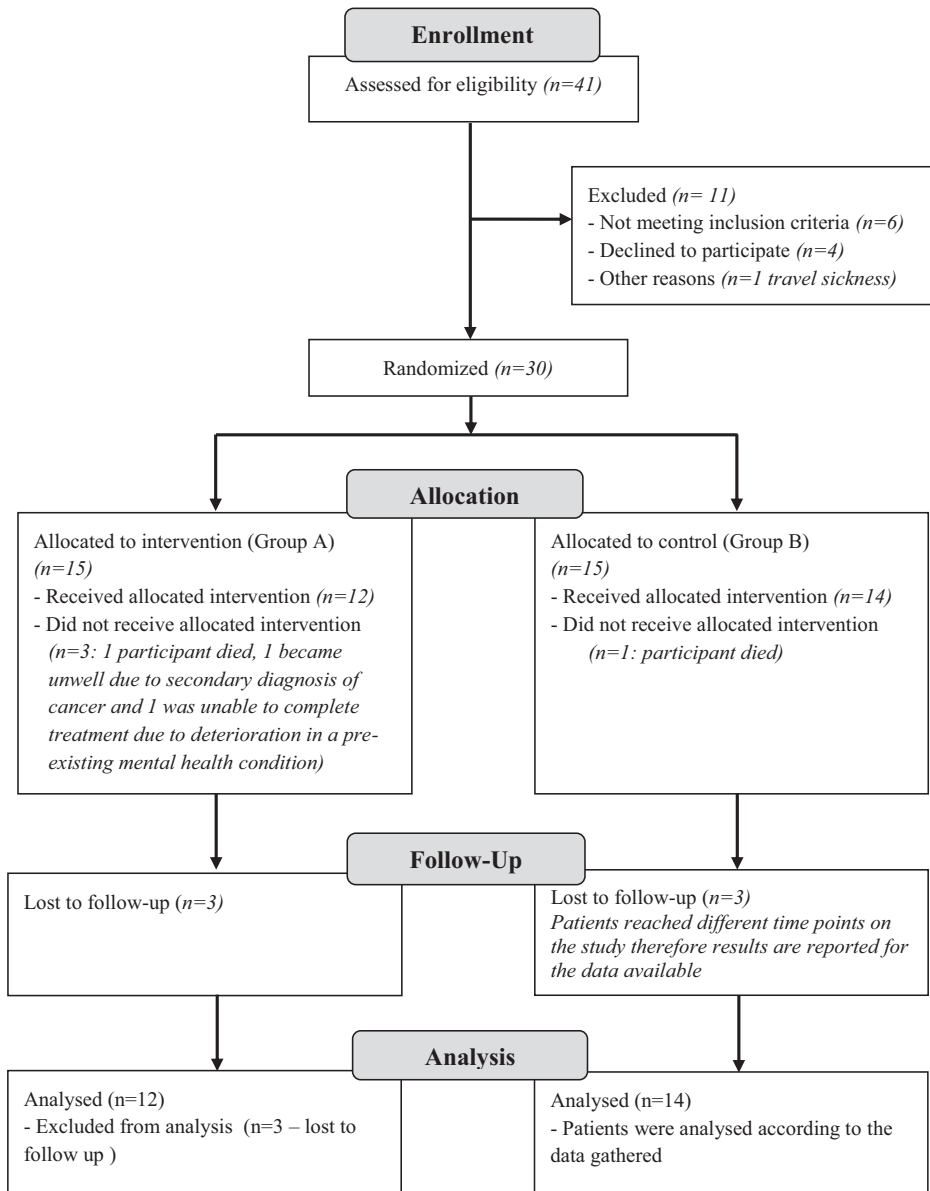 Enrollment
Assessed for eligibility (n=41)
Excluded (n= 11)
- Not meeting inclusion criteria (n=6)
- Declined to participate (n=4)
- Other reasons (n=1 travel sickness)
Randomized (n=30)
Allocation
Allocated to intervention (Group A)
(n=15)
- Received allocated intervention (n=12)
- Did not receive allocated intervention
(n=3: 1 participant died, 1 became
unwell due to secondary diagnosis of
cancer and 1 was unable to complete
treatment due to deterioration in a pre-
existing mental health condition)
Allocated to control (Group B)
(n=15)
- Received allocated intervention (n=14)
- Did not receive allocated intervention
(n=1: participant died)
Follow-Up
Lost to follow-up (n=3)
Lost to follow-up (n=3)
Patients reached different time points on
the study therefore results are reported for
the data available
Analysis
Analysed (n=12)
- Excluded from analysis (n=3 – lost to
follow up )
Analysed (n=14)
- Patients were analysed according to the
data gathered